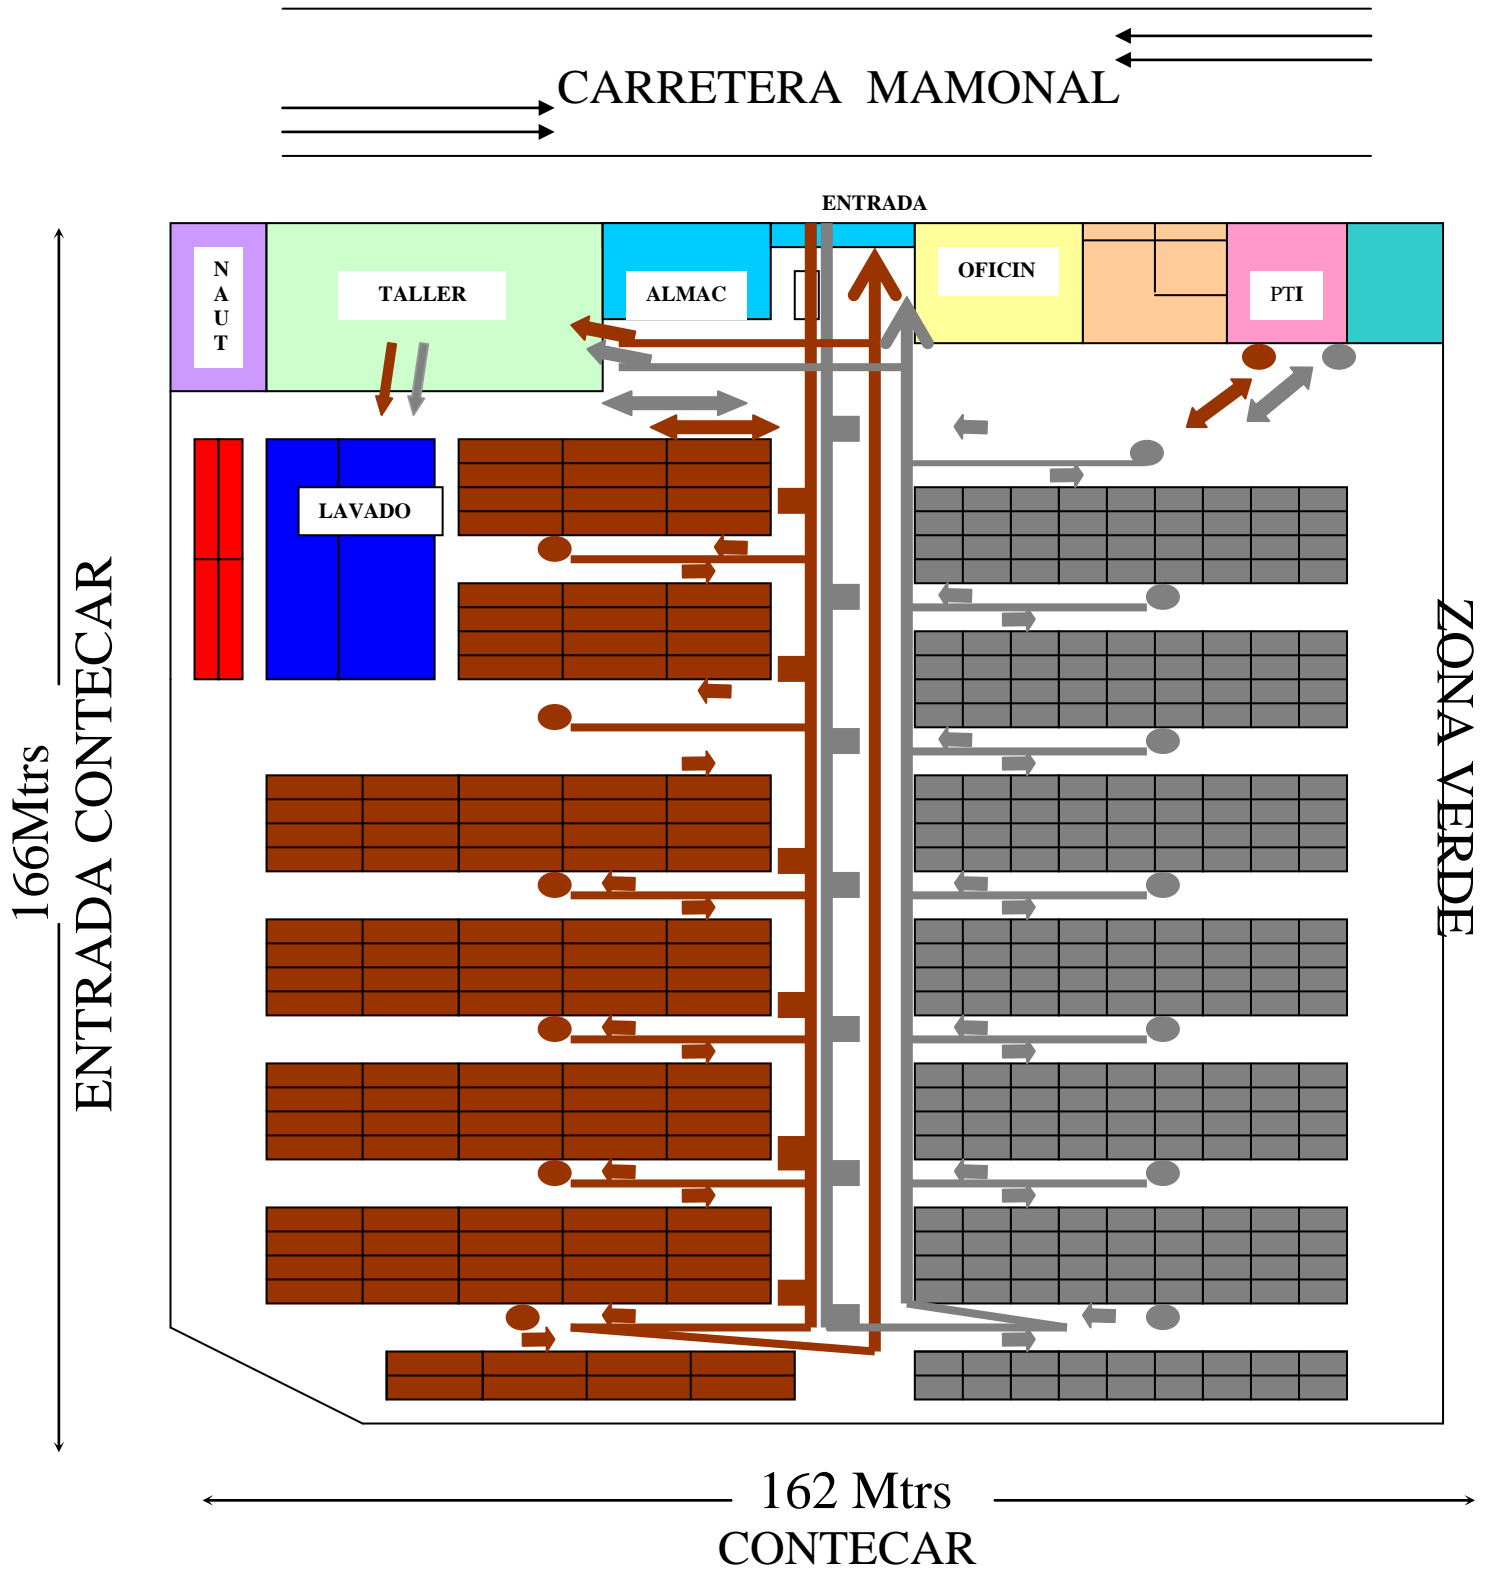 CARRETERA MAMONAL
ENTRADA
N
A
U
T
TALLER
ALMAC
OFICIN
PTI
LAVADO
166Mtrs
ENTRADA CONTECAR
ZONA VERDE
162 Mtrs
CONTECAR